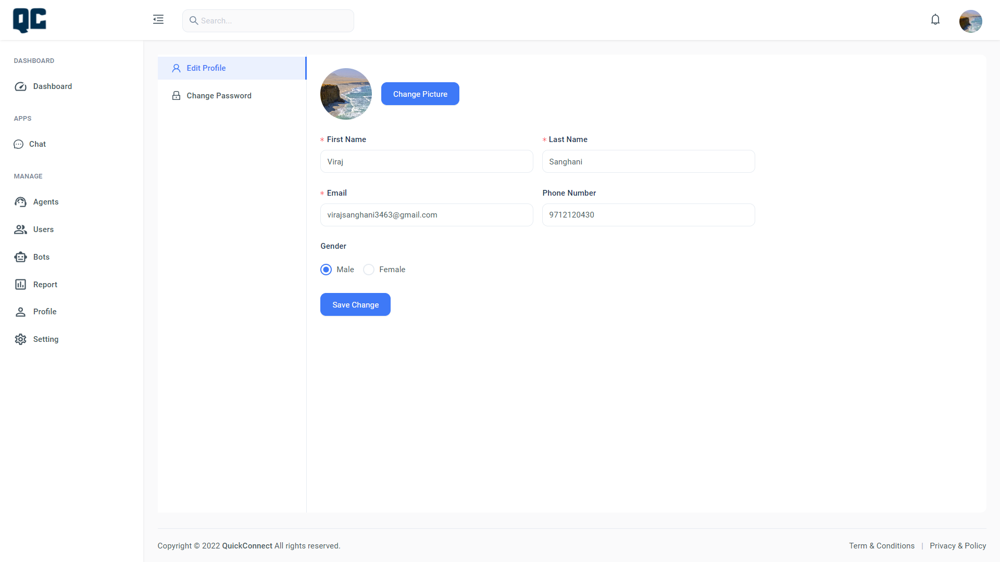 QC
Search...
DASHBOARD
Dashboard
APPS
Chat
MANAGE
Agents
Users
Bots
Report
Profile
Setting
Edit Profile
Change Password
Change Picture
* First Name
* Last Name
Viraj
Sanghani
* Email
Phone Number
virajsanghani3463@gmail.com
9712120430
Gender
Male
Female
Save Change
Copyright © 2022 QuickConnect All rights reserved.
Term & Conditions | Privacy & Policy